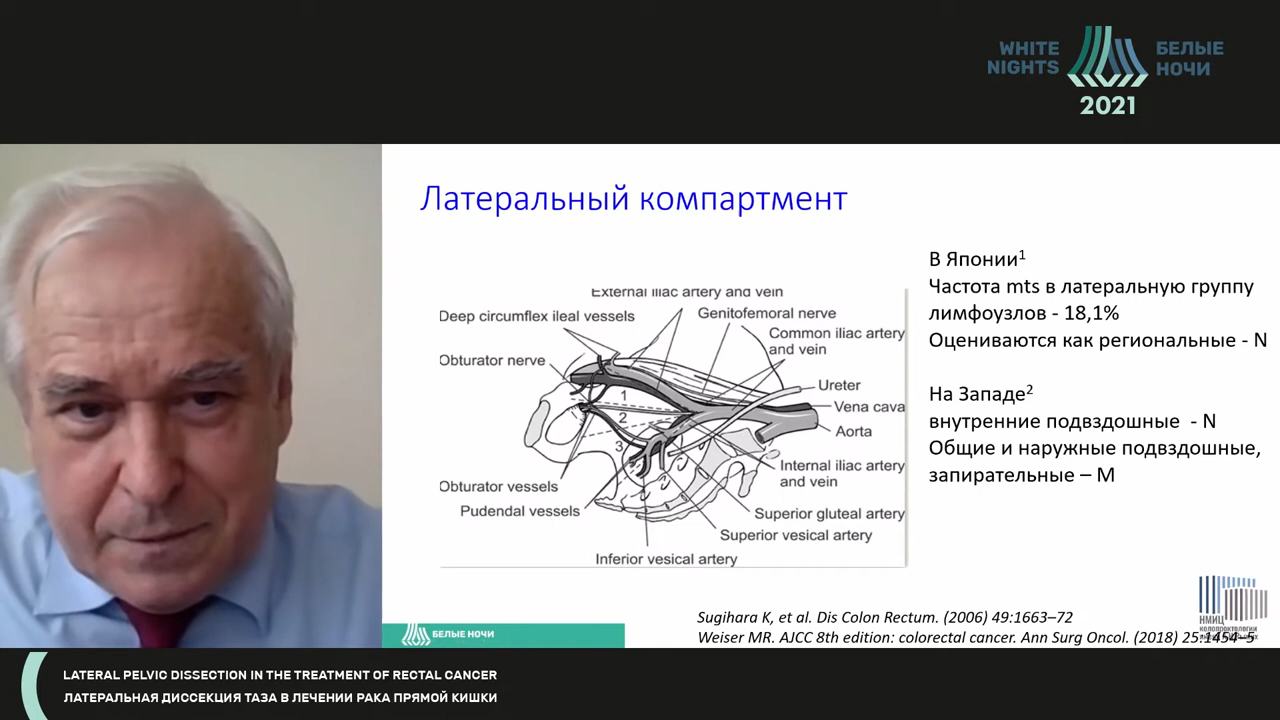 WHITE NIGHTS
БЕЛЫЕ НОЧИ
2021
Латеральный компартмент
External iliac artery and vein
Deep circumflex ileal vessels
Genitofemoral nerve
Common iliac artery
and vein
Obturator nerve
Ureter
Vena cava
Aorta
1
2
3
Internal iliac artery
and vein
Obturator vessels
Pudendal vessels
Superior gluteal artery
Superior vesical artery
Inferior vesical artery
В Японии1
Частота mts в латеральную группу
лимфоузлов - 18,1%
Оцениваются как региональные - N
На Западе2
внутренние подвздошные - N
Общие и наружные подвздошные,
запирательные – М
Sugihara K, et al. Dis Colon Rectum. (2006) 49:1663–72
Weiser MR. AJCC 8th edition: colorectal cancer. Ann Surg Oncol. (2018) 25:1454–5
НМИЦ
колопроктологии
БЕЛЫЕ НОЧИ
LATERAL PELVIC DISSECTION IN THE TREATMENT OF RECTAL CANCER
ЛАТЕРАЛЬНАЯ ДИССЕКЦИЯ ТАЗА В ЛЕЧЕНИИ РАКА ПРЯМОЙ КИШКИ